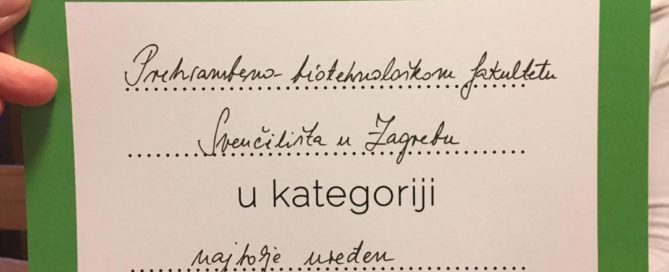 Prehrambeno-biotehnološkom fakultetu
Sveučilišta u Zagrebu
u kategoriji
najbolje uređen